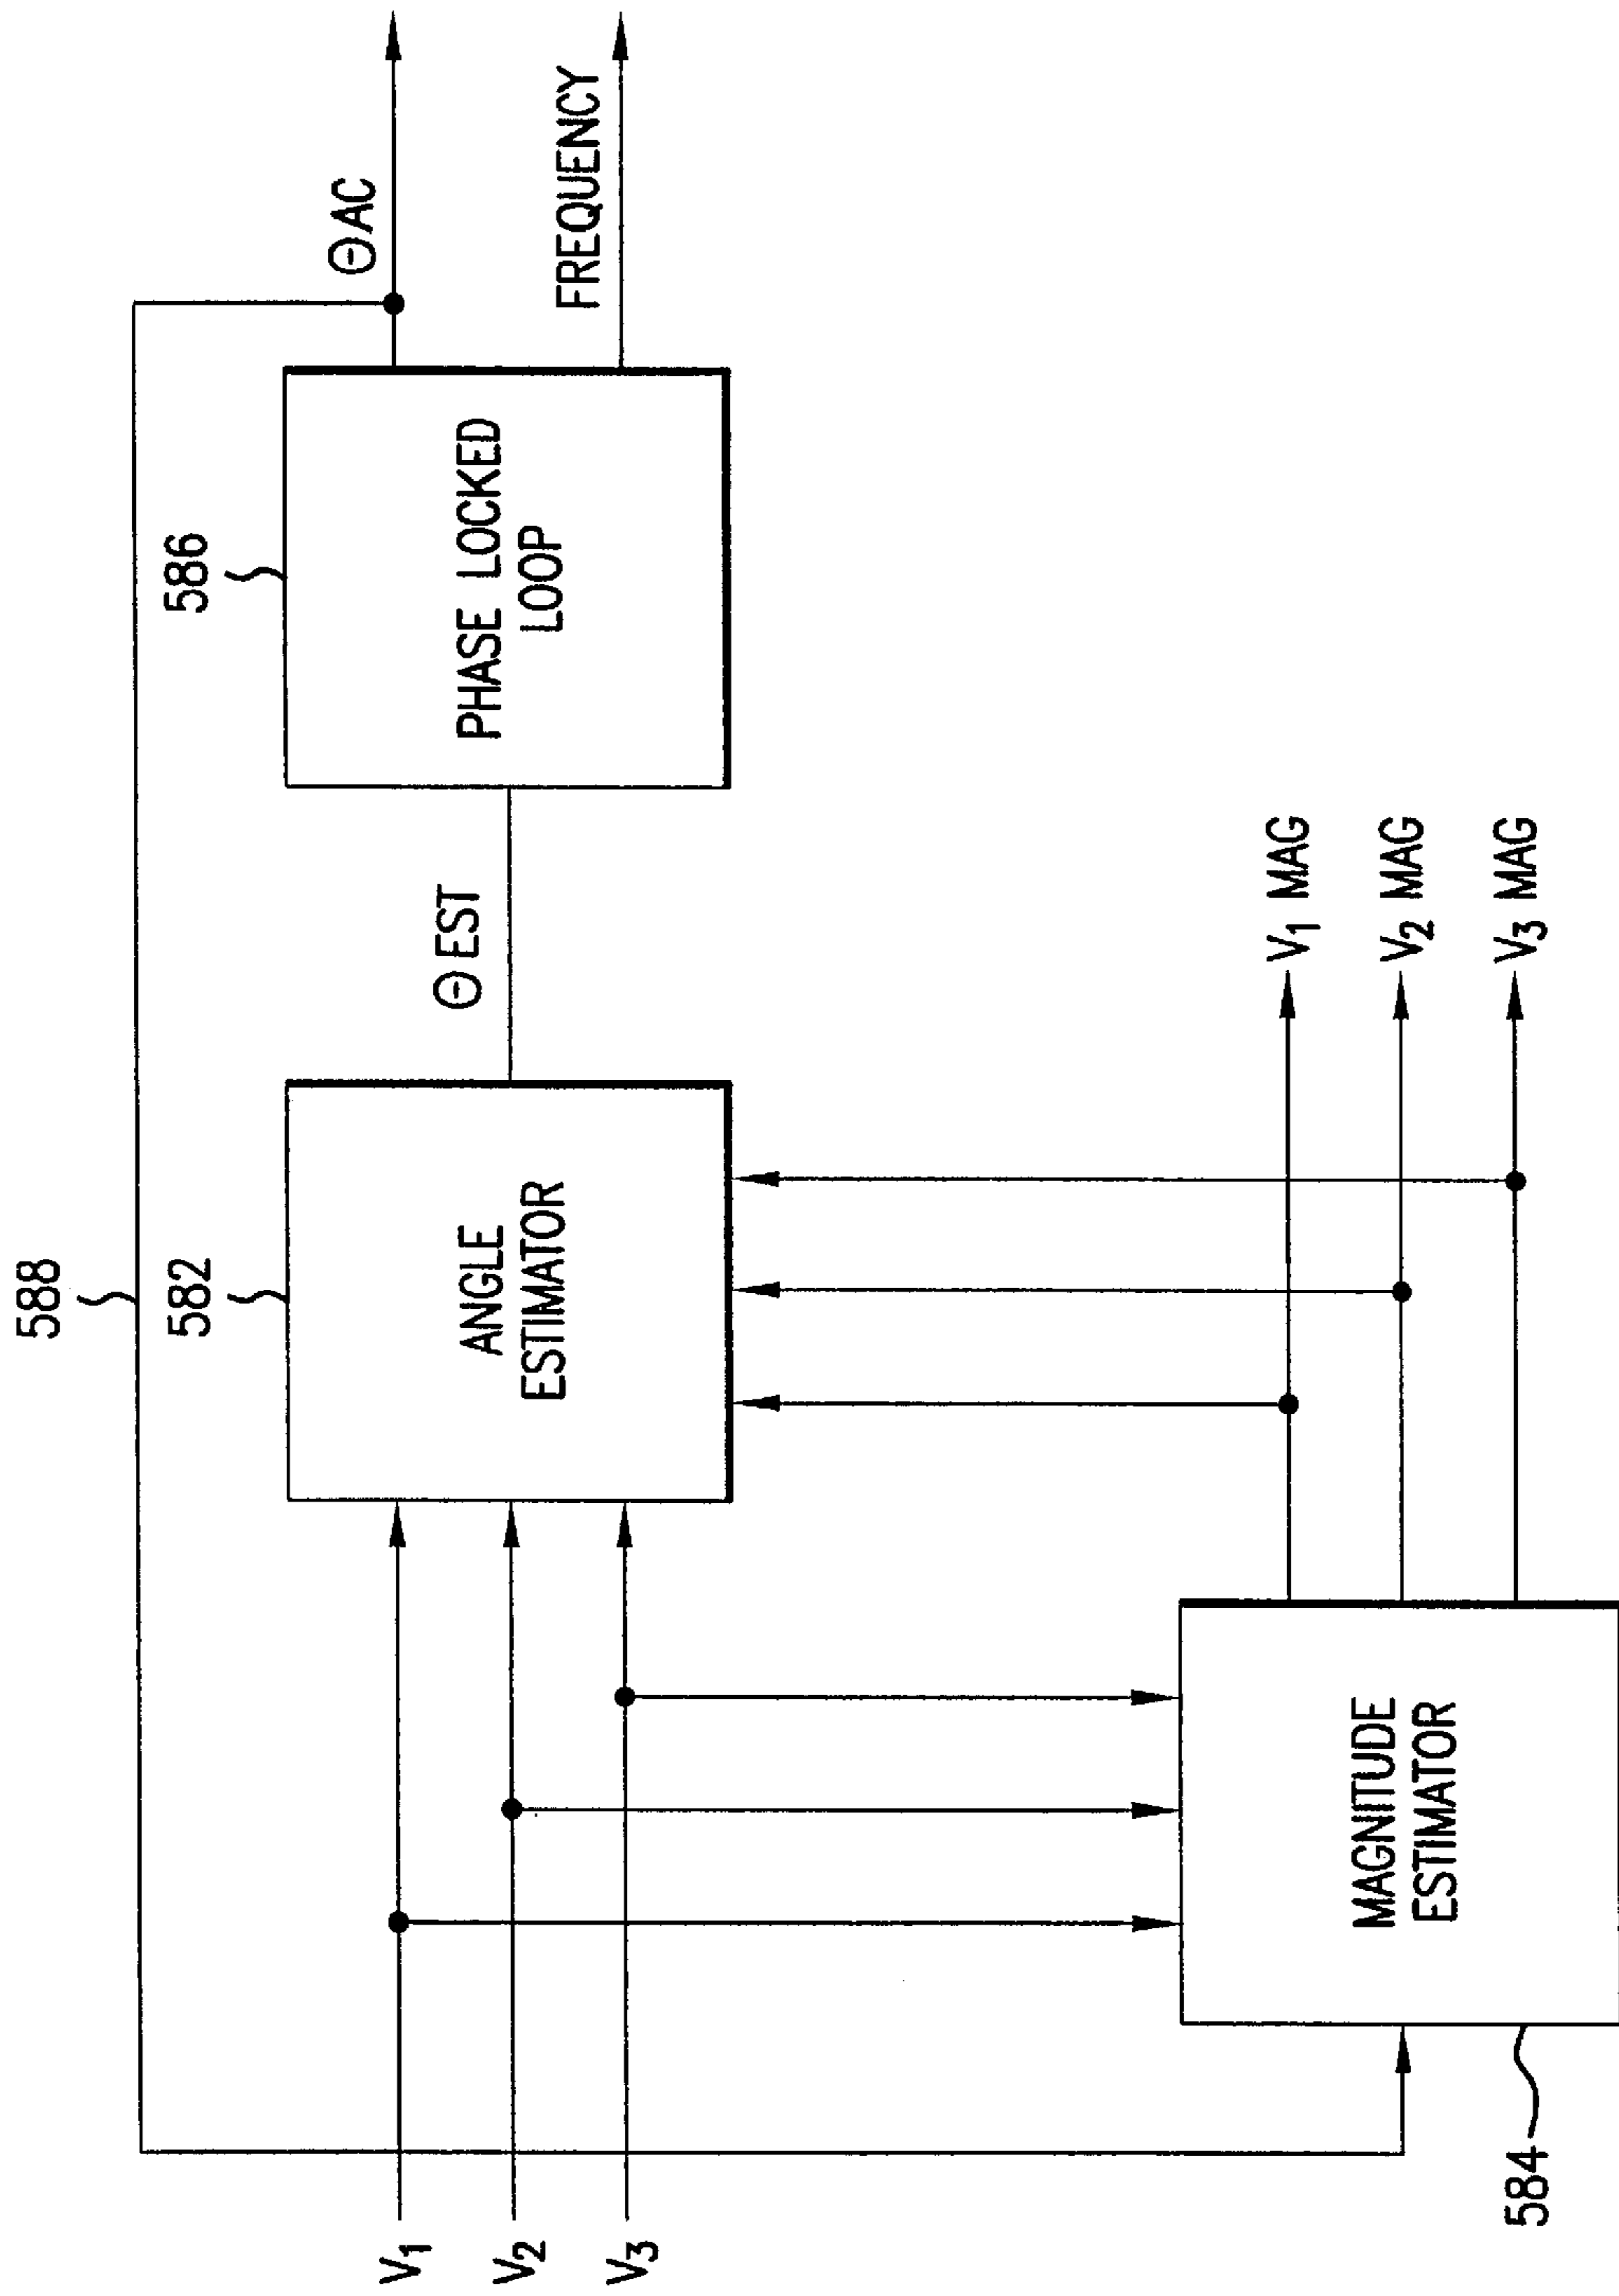 588
586
ΘAC
582
PHASE LOCKED
LOOP
FREQUENCY
ΘEST
ANGLE
ESTIMATOR
V1
V2
V3
V1 MAG
V2 MAG
V3 MAG
MAGNITUDE
ESTIMATOR
584